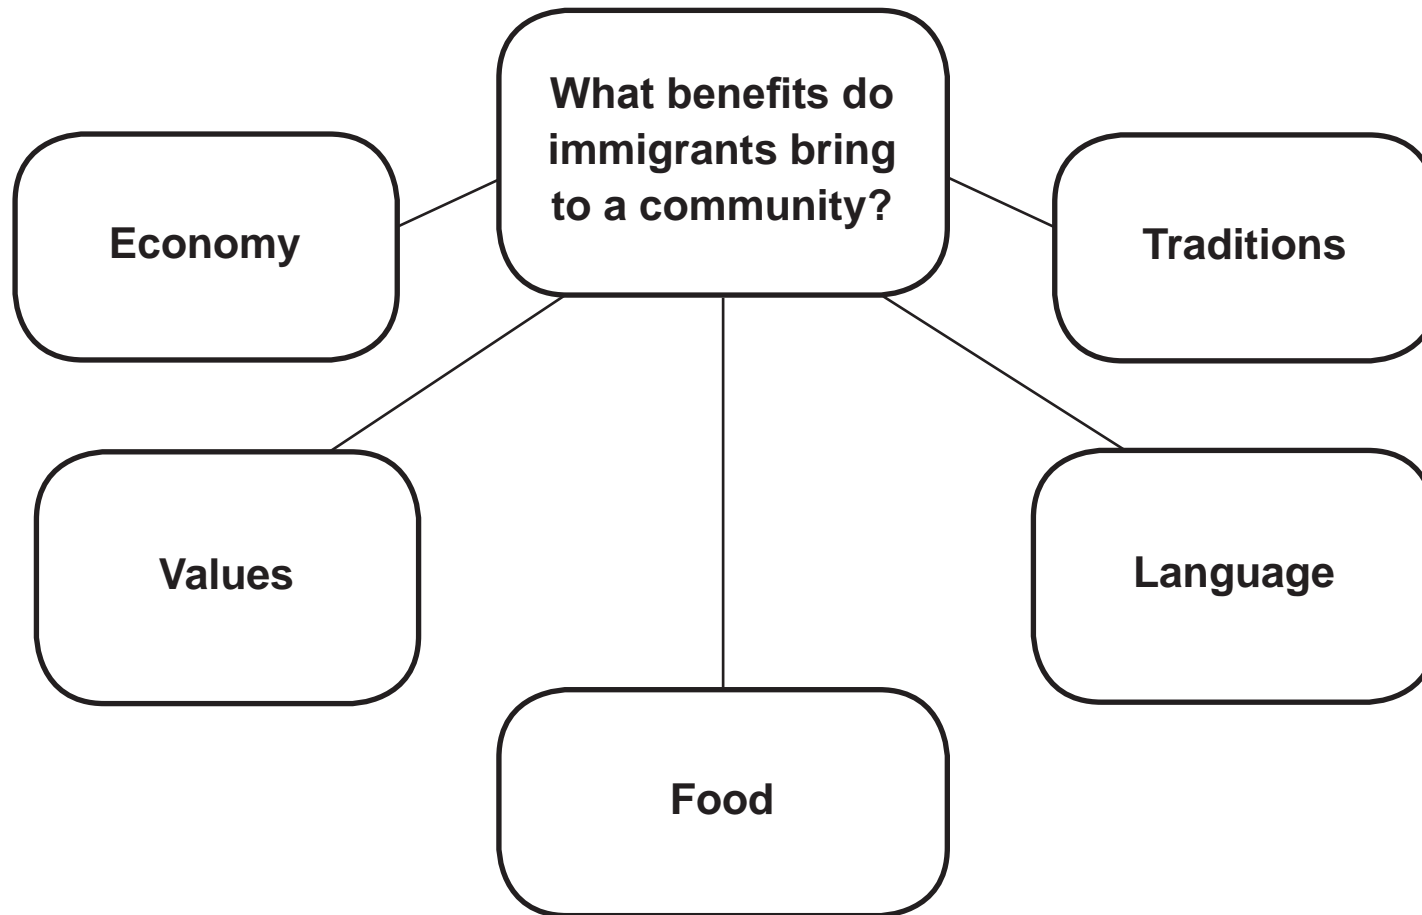 What benefits do
immigrants bring
to a community?
Economy
Traditions
Values
Language
Food